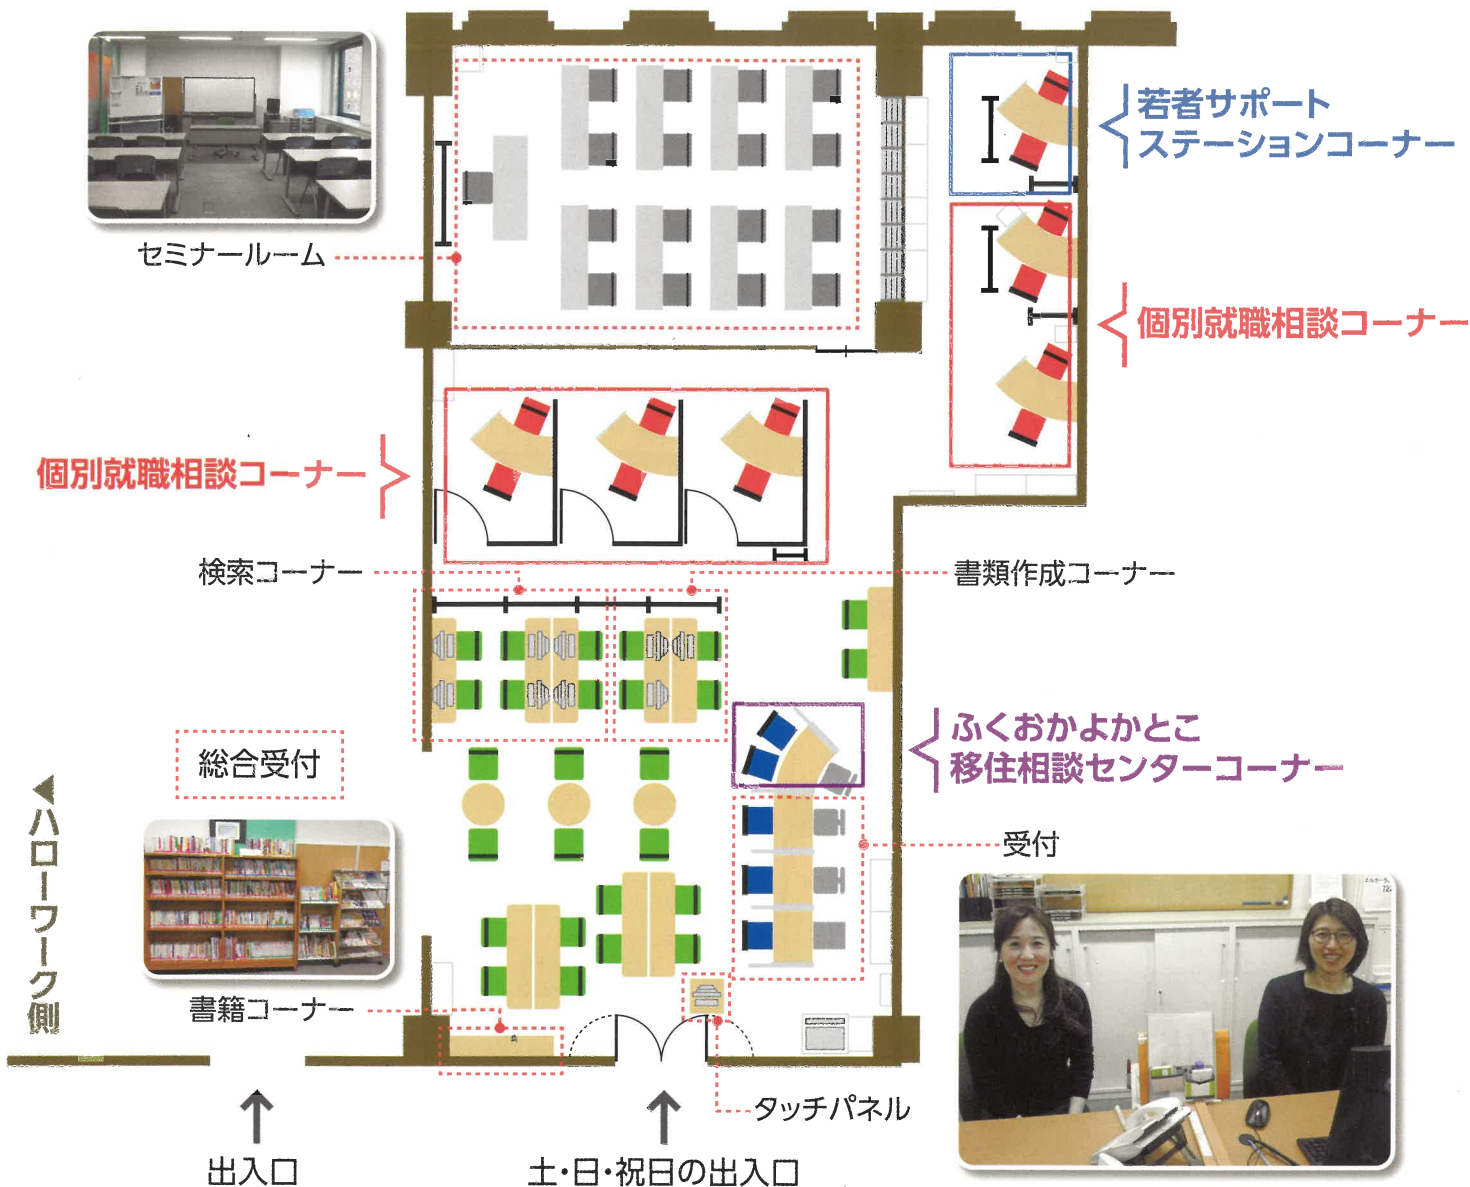 若者サポート
ステーションコーナー
セミナールーム
個別就職相談コーナー
個別就職相談コーナー
検索コーナー
書類作成コーナー
ふくおかよかとこ
移住相談センターコーナー
総合受付
受付
◀ハローワーク側
書籍コーナー
タッチパネル
出入口
土・日・祝日の出入口